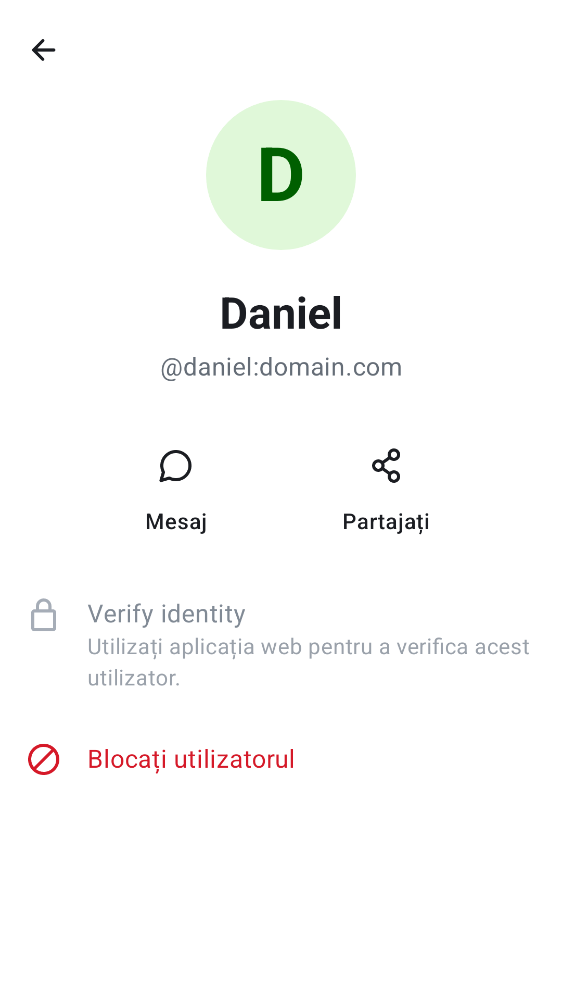 D
Daniel
@daniel:domain.com
Mesaj
Partajați
Verify identity
Utilizați aplicația web pentru a verifica acest
utilizator.
Blocați utilizatorul